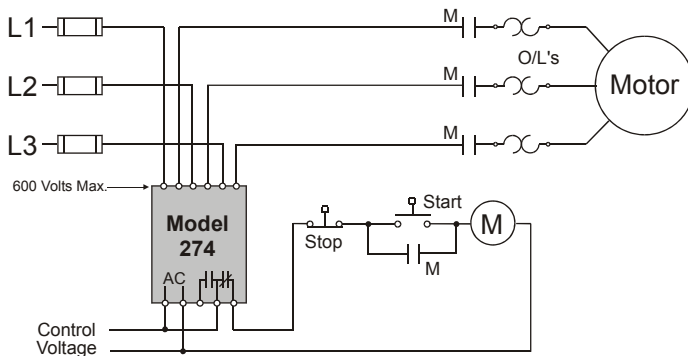 L1
L2
L3
M
M
M
O/L's
Motor
600 Volts Max.
Model
274
AC
Stop
Start
M
M
Control
Voltage